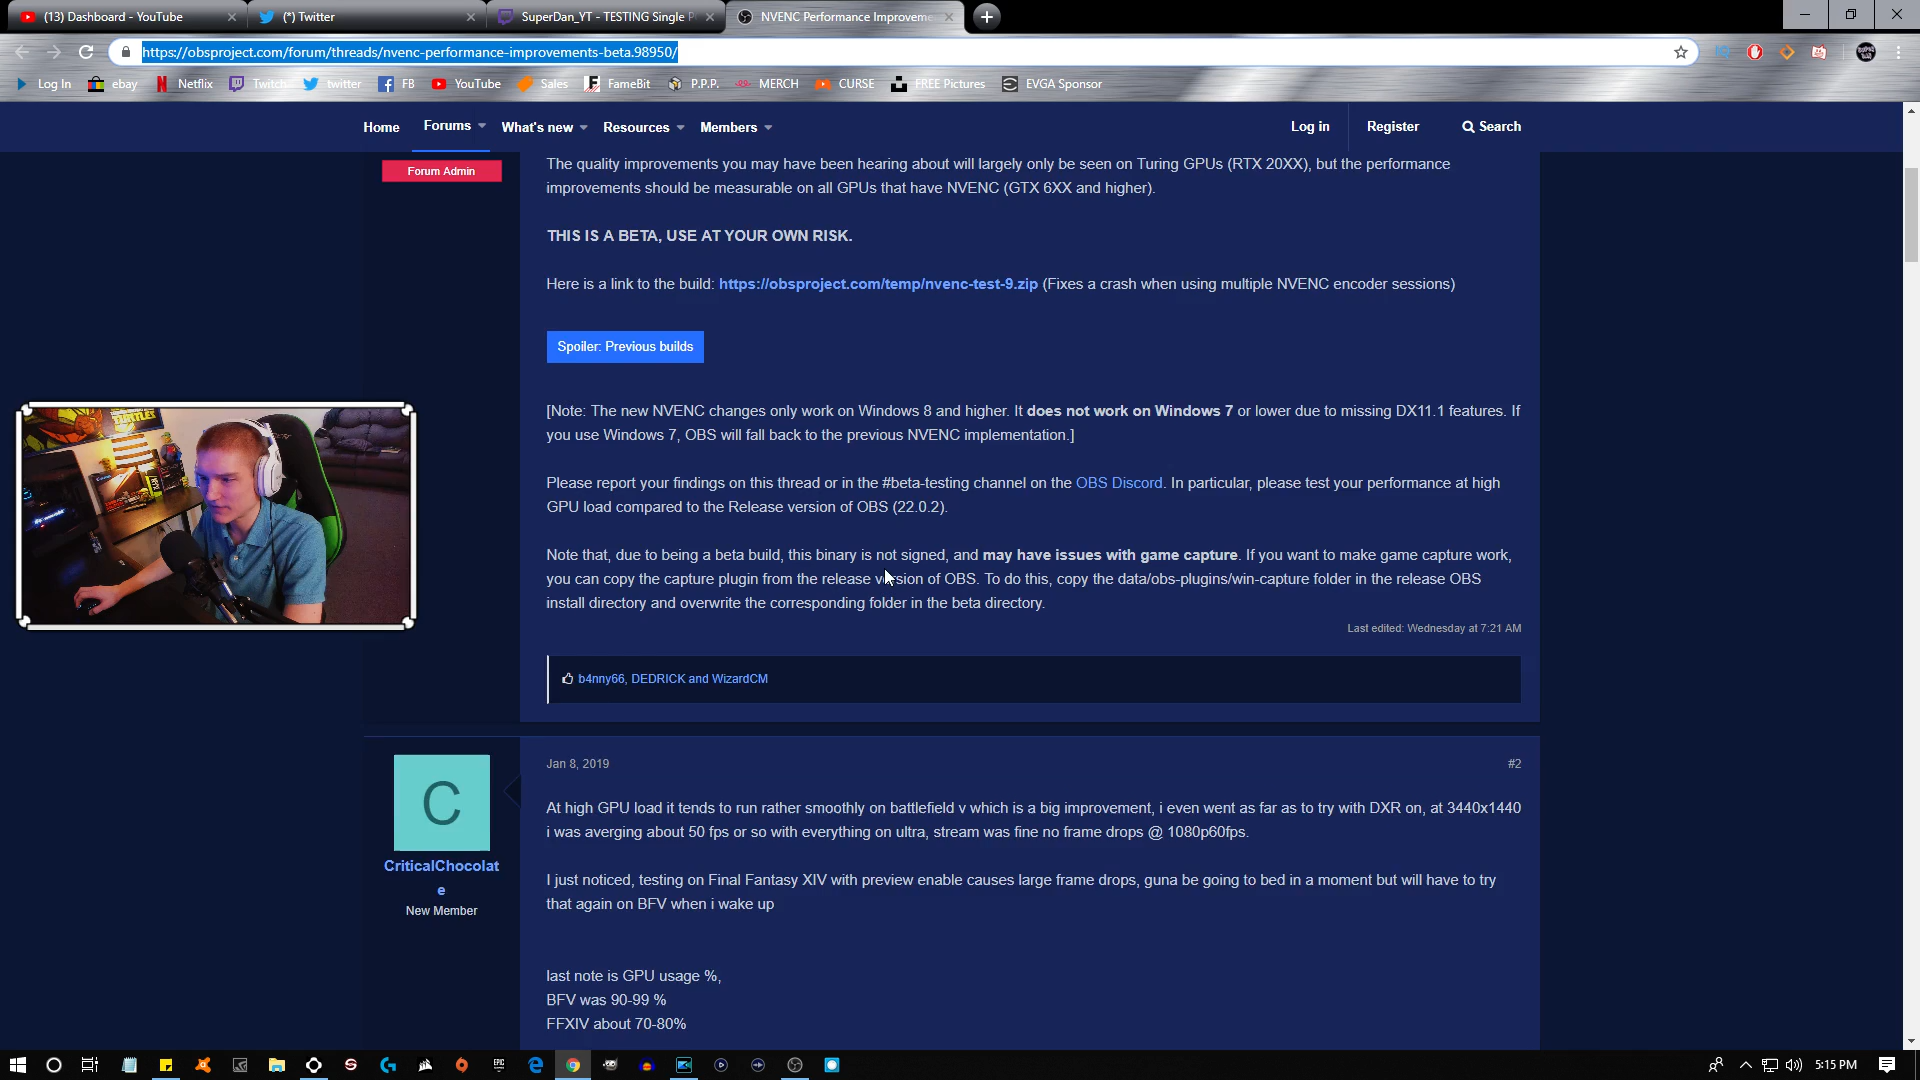 (13) Dashboard - YouTube
(*) Twitter
SuperDan_YT - TESTING Single P
NVENC Performance Improveme
https://obsproject.com/forum/threads/nvenc-performance-improvements-beta.98950/
Log In
ebay
Netflix
Twitch
twitter
FB
YouTube
Sales
FameBit
P.P.P.
MERCH
CURSE
FREE Pictures
EVGA Sponsor
Home
Forums
What's new
Resources
Members
Log in
Register
Search
Forum Admin
The quality improvements you may have been hearing about will largely only be seen on Turing GPUs (RTX 20XX), but the performance
improvements should be measurable on all GPUs that have NVENC (GTX 6XX and higher).
THIS IS A BETA, USE AT YOUR OWN RISK.
Here is a link to the build: https://obsproject.com/temp/nvenc-test-9.zip (Fixes a crash when using multiple NVENC encoder sessions)
Spoiler: Previous builds
[Note: The new NVENC changes only work on Windows 8 and higher. It does not work on Windows 7 or lower due to missing DX11.1 features. If
you use Windows 7, OBS will fall back to the previous NVENC implementation.]
Please report your findings on this thread or in the #beta-testing channel on the OBS Discord. In particular, please test your performance at high
GPU load compared to the Release version of OBS (22.0.2).
Note that, due to being a beta build, this binary is not signed, and may have issues with game capture. If you want to make game capture work,
you can copy the capture plugin from the release version of OBS. To do this, copy the data/obs-plugins/win-capture folder in the release OBS
install directory and overwrite the corresponding folder in the beta directory.
Last edited: Wednesday at 7:21 AM
b4nny66, DEDRICK and WizardCM
C
CriticalChocolat
e
New Member
Jan 8, 2019
#2
At high GPU load it tends to run rather smoothly on battlefield v which is a big improvement, i even went as far as to try with DXR on, at 3440x1440
i was averging about 50 fps or so with everything on ultra, stream was fine no frame drops @ 1080p60fps.
I just noticed, testing on Final Fantasy XIV with preview enable causes large frame drops, guna be going to bed in a moment but will have to try
that again on BFV when i wake up
last note is GPU usage %,
BFV was 90-99 %
FFXIV about 70-80%
5:15 PM